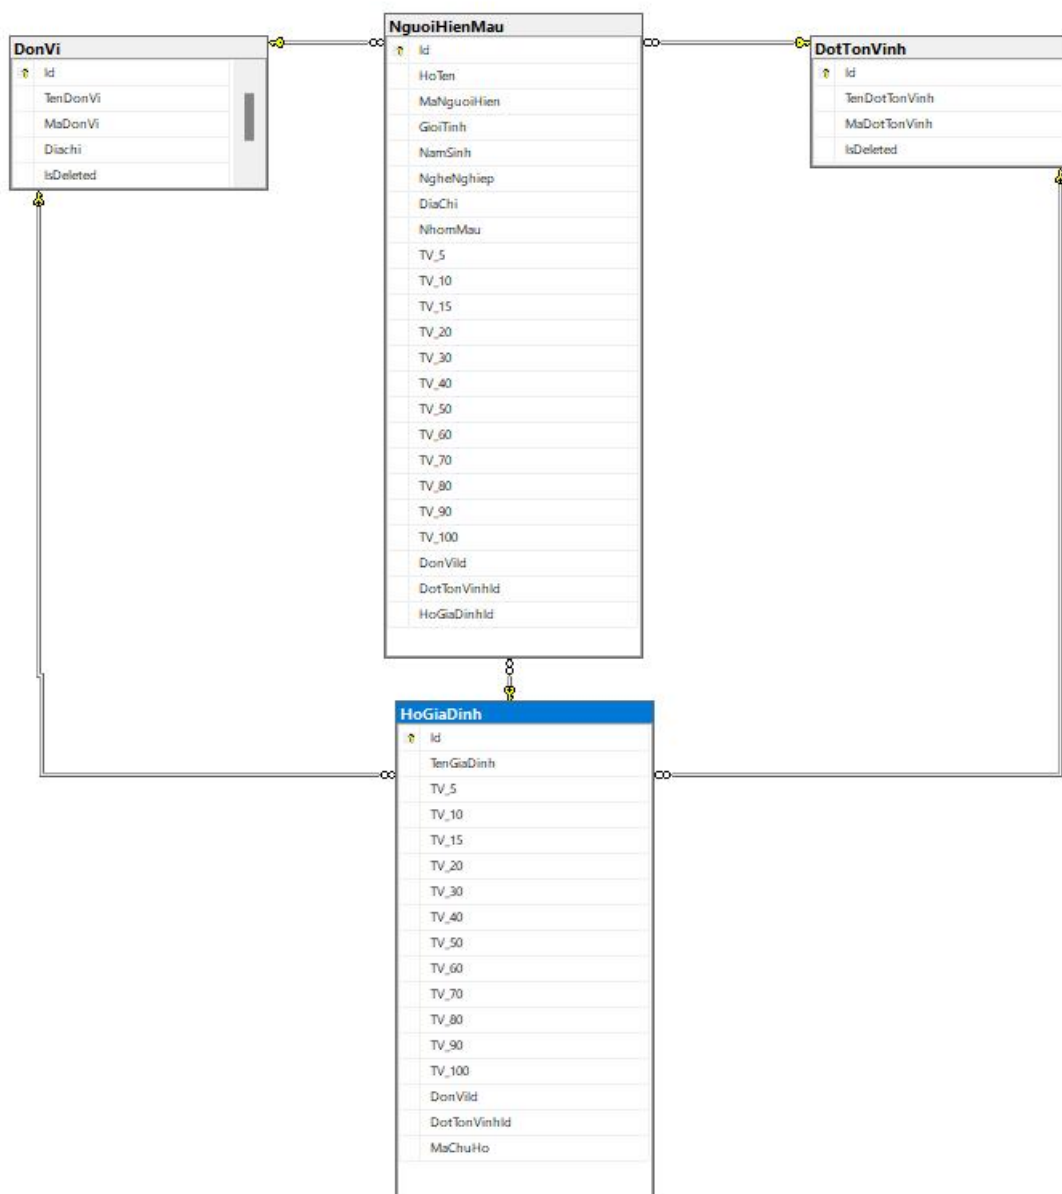 DonVi
Id
TenDonVi
MaDonVi
Diachi
IsDeleted
NguoiHienMau
Id
HoTen
MaNguoiHien
GioiTinh
NamSinh
NgheNghiep
DiaChi
NhomMau
TV_5
TV_10
TV_15
TV_20
TV_30
TV_40
TV_50
TV_60
TV_70
TV_80
TV_90
TV_100
DonViId
DotTonVinhId
HoGiaDinhId
DotTonVinh
Id
TenDotTonVinh
MaDotTonVinh
IsDeleted
HoGiaDinh
Id
TenGiaDinh
TV_5
TV_10
TV_15
TV_20
TV_30
TV_40
TV_50
TV_60
TV_70
TV_80
TV_90
TV_100
DonViId
DotTonVinhId
MaChuHo